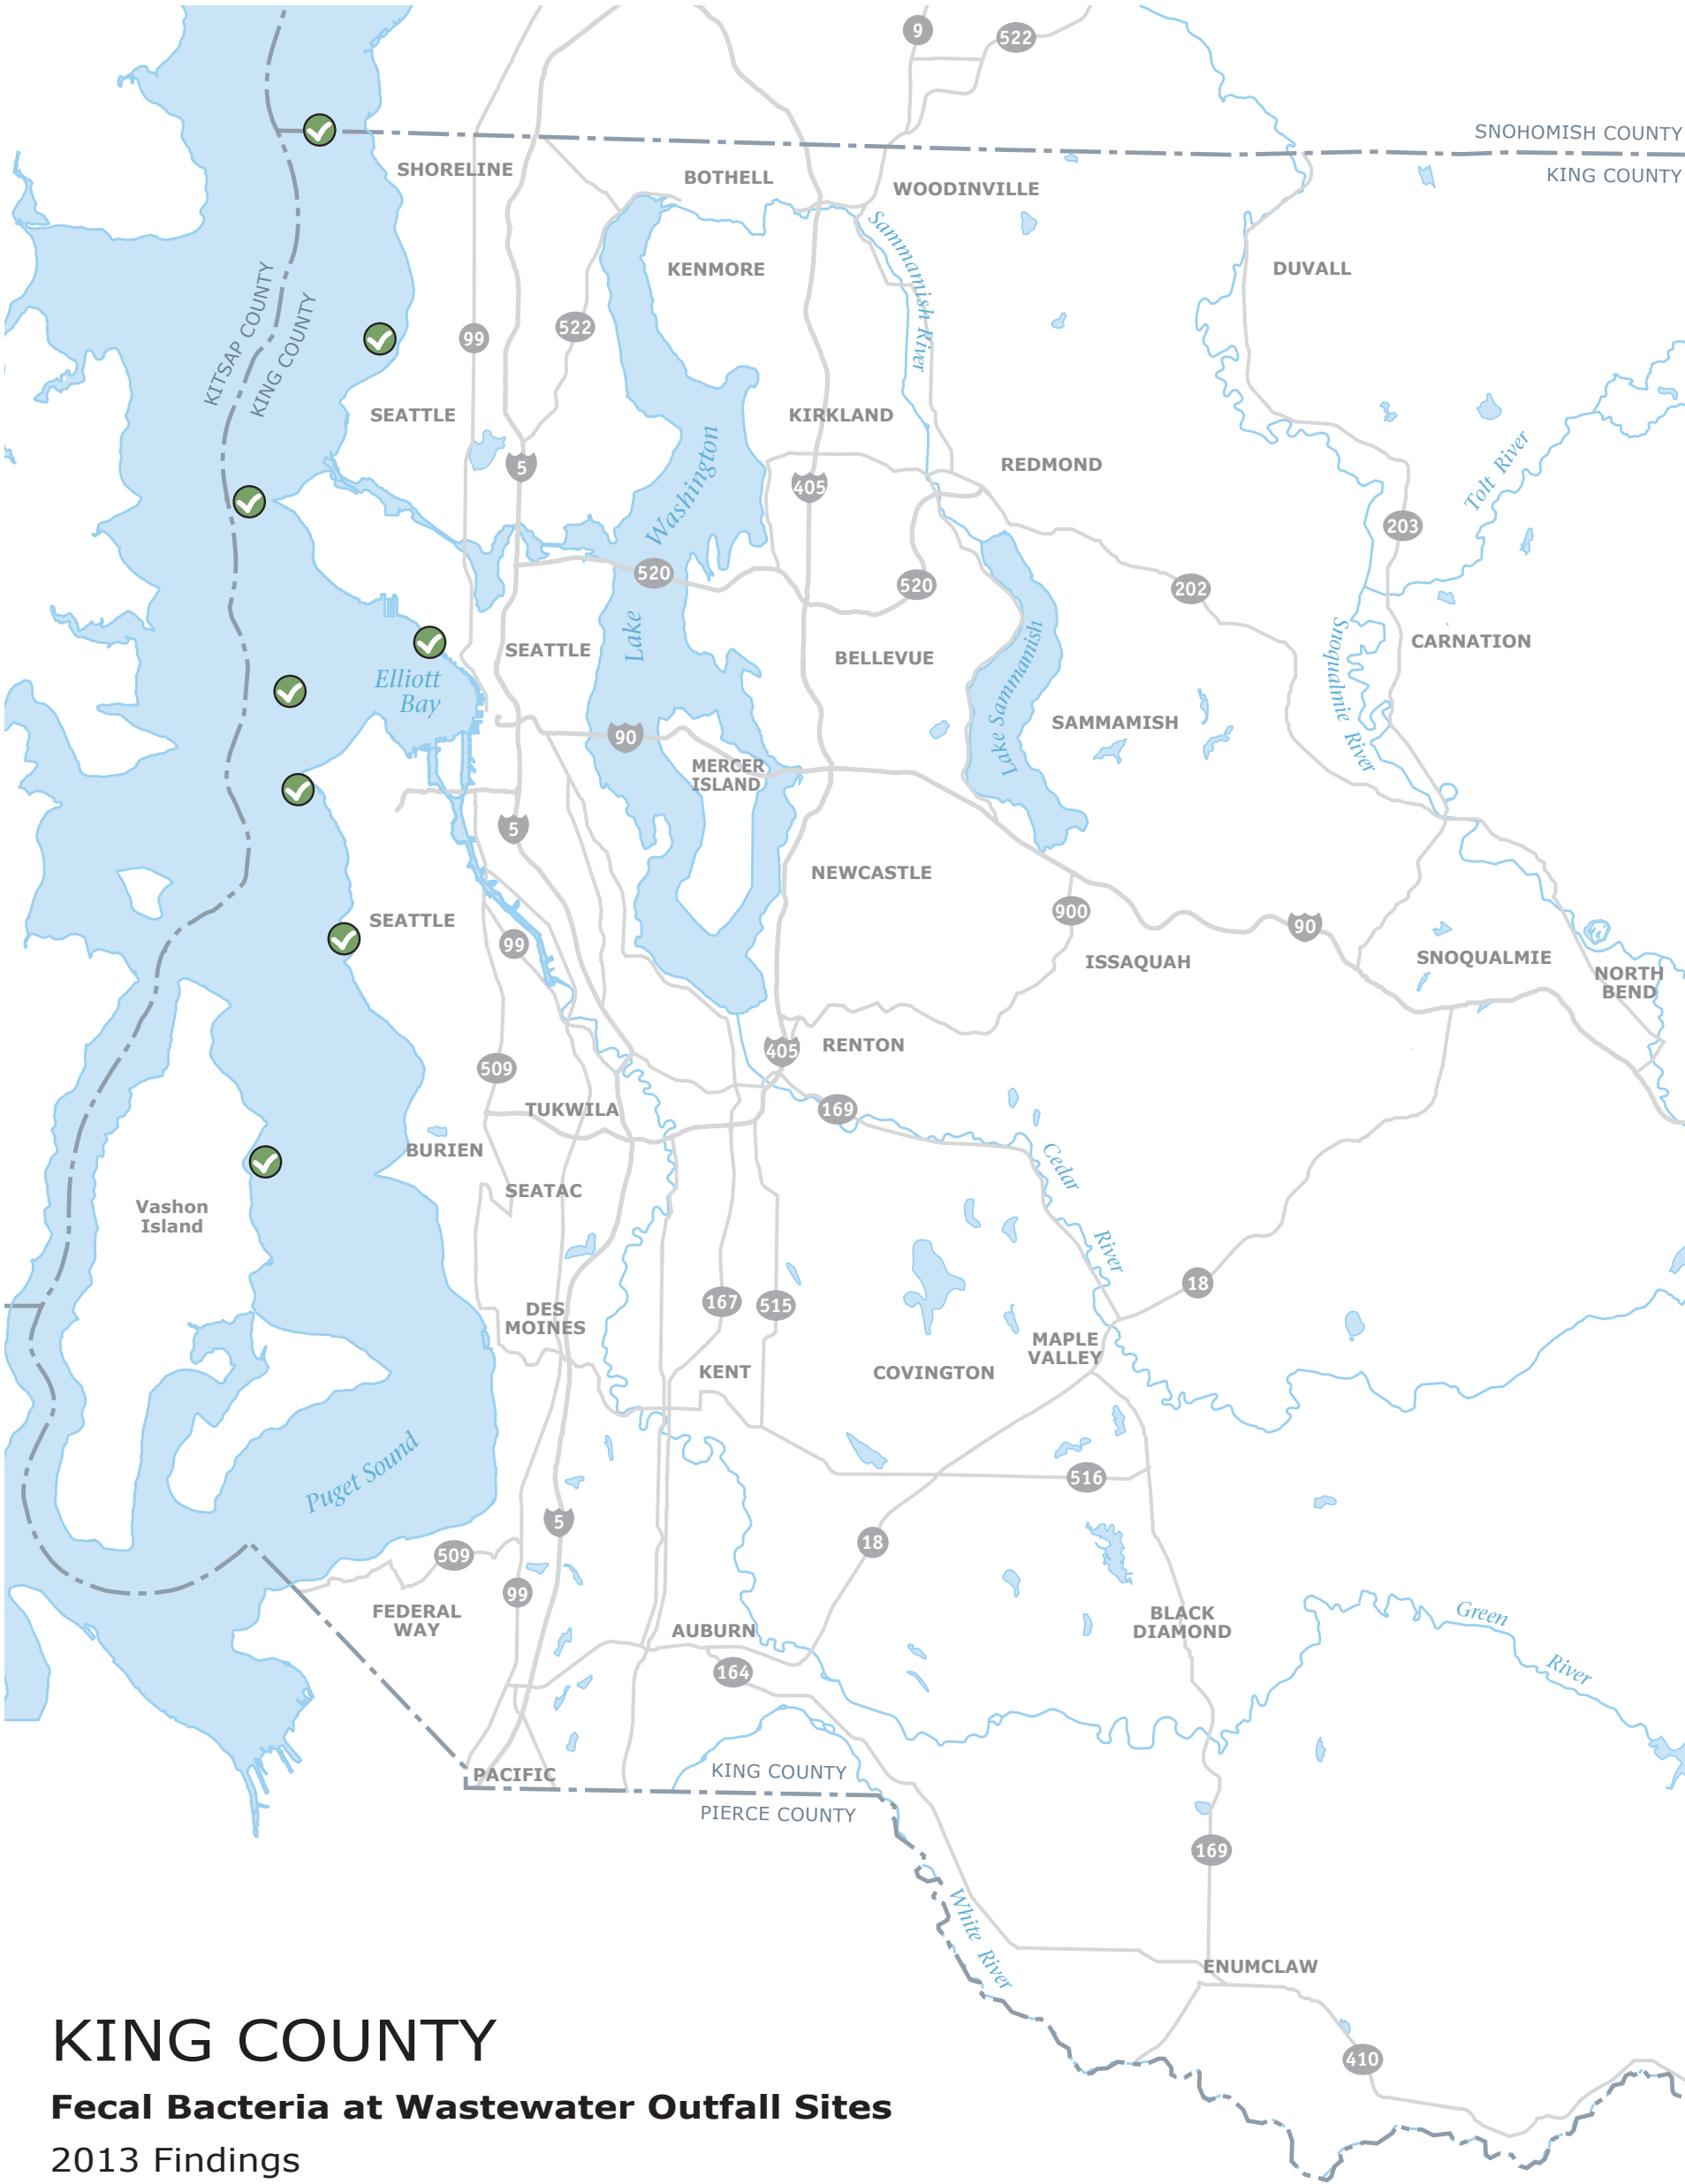 9
522
SNOHOMISH COUNTY
KING COUNTY
SHORELINE
BOTHELL
WOODINVILLE
Sammamish River
KENMORE
DUVALL
KITSAP COUNTY
KING COUNTY
99
522
SEATTLE
KIRKLAND
REDMOND
5
405
Lake Washington
Tolt River
203
520
520
202
SEATTLE
BELLEVUE
CARNATION
Elliott
Bay
Lake Sammamish
Snoqualmie River
SAMMAMISH
90
MERCER
ISLAND
5
NEWCASTLE
900
90
SEATTLE
99
ISSAQUAH
SNOQUALMIE
NORTH
BEND
405
RENTON
509
TUKWILA
169
BURIEN
Cedar River
SEATAC
Vashon
Island
18
167
515
DES
MOINES
MAPLE
VALLEY
KENT
COVINGTON
Puget Sound
516
5
18
509
99
FEDERAL
WAY
AUBURN
BLACK
DIAMOND
Green River
164
PACIFIC
KING COUNTY
PIERCE COUNTY
169
White River
ENUMCLAW
410
KING COUNTY
Fecal Bacteria at Wastewater Outfall Sites
2013 Findings